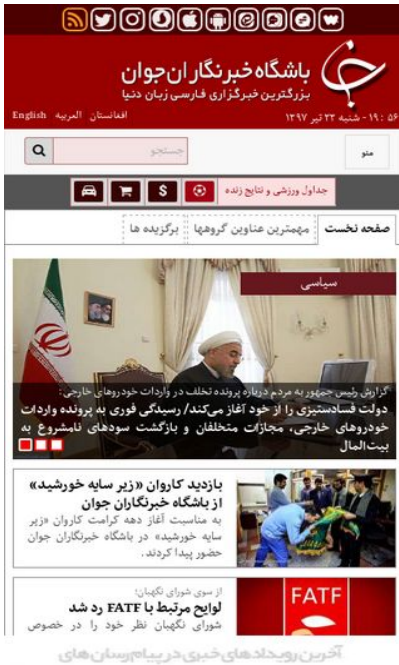 باشگاه خبرنگاران جوان
بزرگترین خبرگزاری فارسی زبان دنیا
۱۹ : ۵۶ - شنبه ۲۳ تیر ۱۳۹۷
افغانستان العربیه English
منو
جستجو
جداول ورزشی و نتایج زنده
صفحه نخست
مهمترین عناوین گروهها
برگزیده ها
سیاسی
گزارش رئیس جمهور به مردم درباره پرونده تخلف در واردات خودروهای خارجی:
دولت فسادستیزی را از خود آغاز می‌کند/ رسیدگی فوری به پرونده واردات
خودروهای خارجی، مجازات متخلفان و بازگشت سودهای نامشروع به
بیت‌المال
بازدید کاروان «زیر سایه خورشید»
از باشگاه خبرنگاران جوان
به مناسبت آغاز دهه کرامت کاروان «زیر
سایه خورشید» در باشگاه خبرنگاران جوان
حضور پیدا کردند.
FATF
از سوی شورای نگهبان؛
لوایح مرتبط با FATF رد شد
شورای نگهبان نظر خود را در خصوص
آخرین رویدادهای خبری در پیام‌رسان‌های